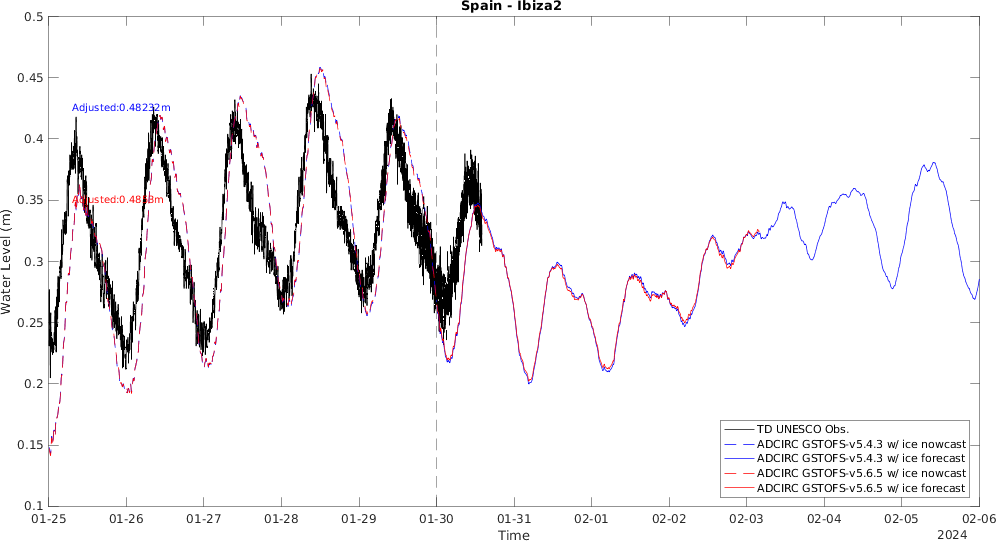 Spain - Ibiza2
0.5
0.45
0.4
0.35
0.3
0.25
0.2
0.15
0.1
Water Level (m)
Adjusted:0.48232m
Adjusted:0.4838m
TD UNESCO Obs.
ADCIRC GSTOFS-v5.4.3 w/ ice nowcast
ADCIRC GSTOFS-v5.4.3 w/ ice forecast
ADCIRC GSTOFS-v5.6.5 w/ ice nowcast
ADCIRC GSTOFS-v5.6.5 w/ ice forecast
01-25 01-26 01-27 01-28 01-29 01-30 01-31 02-01 02-02 02-03 02-04 02-05 02-06
Time
2024